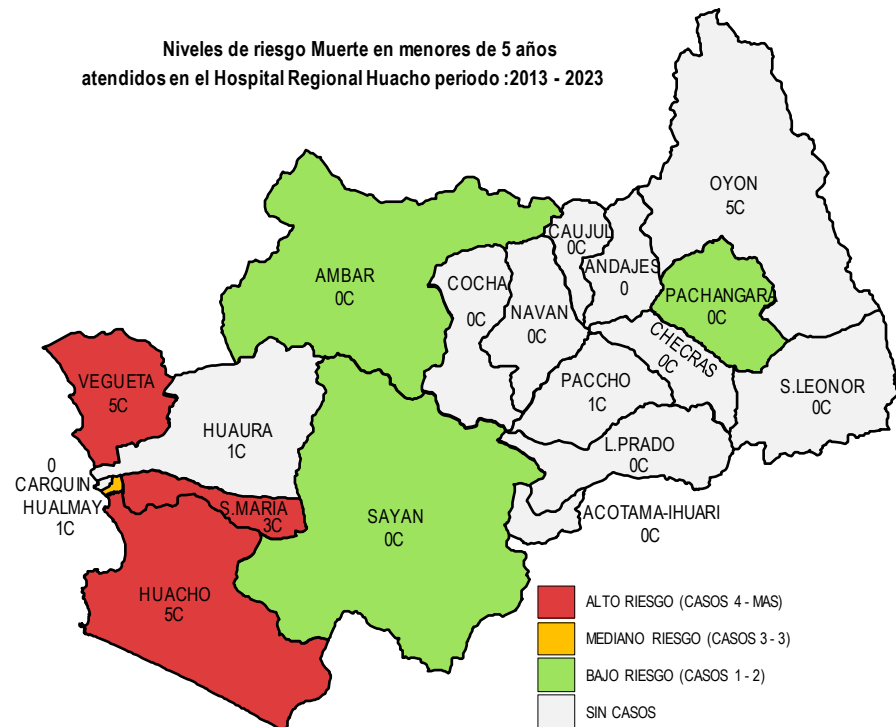 Niveles de riesgo Muerte en menores de 5 años
atendidos en el Hospital Regional Huacho periodo :2013 - 2023
OYON
5C
CAUJUL
0C
ANDAJES
0
AMBAR
0C
COCHA
0C
NAVAN
0C
PACHANGARA
0C
CHECRAS
0C
VEGUETA
5C
PACCHO
1C
S.LEONOR
0C
HUAURA
1C
L.PRADO
0C
0
CARQUIN
HUALMAY
1C
S.MARIA
3C
SAYAN
0C
ACOTAMA-IHUARI
0C
HUACHO
5C
ALTO RIESGO (CASOS 4 - MAS)
MEDIANO RIESGO (CASOS 3 - 3)
BAJO RIESGO (CASOS 1 - 2)
SIN CASOS